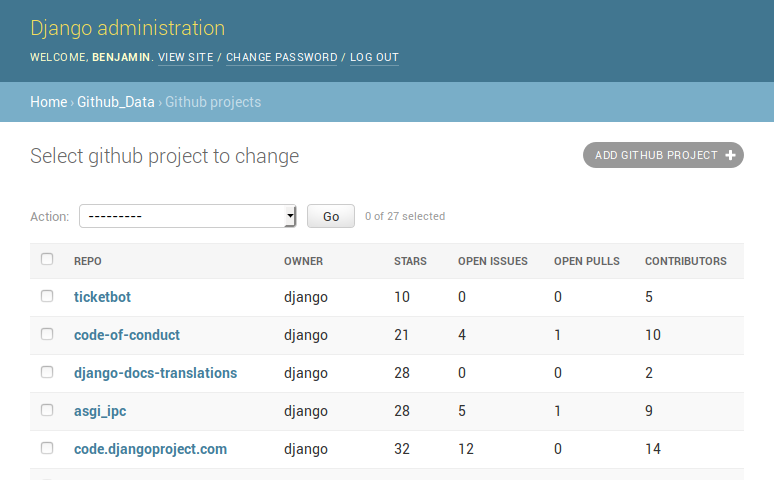 Django administration
WELCOME, BENJAMIN. VIEW SITE / CHANGE PASSWORD / LOG OUT
Home › Github_Data › Github projects
Select github project to change
ADD GITHUB PROJECT +
Action: --------- Go 0 of 27 selected
REPO OWNER STARS OPEN ISSUES OPEN PULLS CONTRIBUTORS
ticketbot django 10 0 0 5
code-of-conduct django 21 4 1 10
django-docs-translations django 28 0 0 2
asgi_ipc django 28 5 1 9
code.djangoproject.com django 32 12 0 14